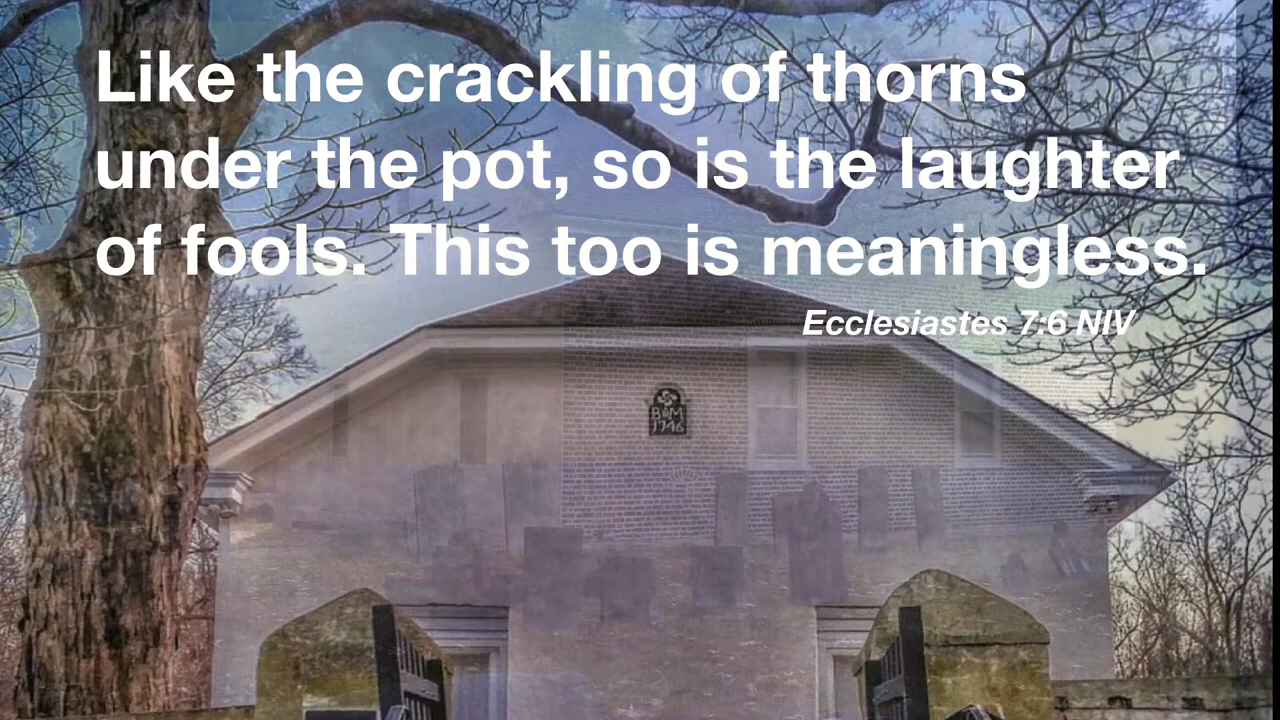 Like the crackling of thorns
under the pot, so is the laughter
of fools. This too is meaningless.
Ecclesiastes 7:6 NIV
B&M
1746